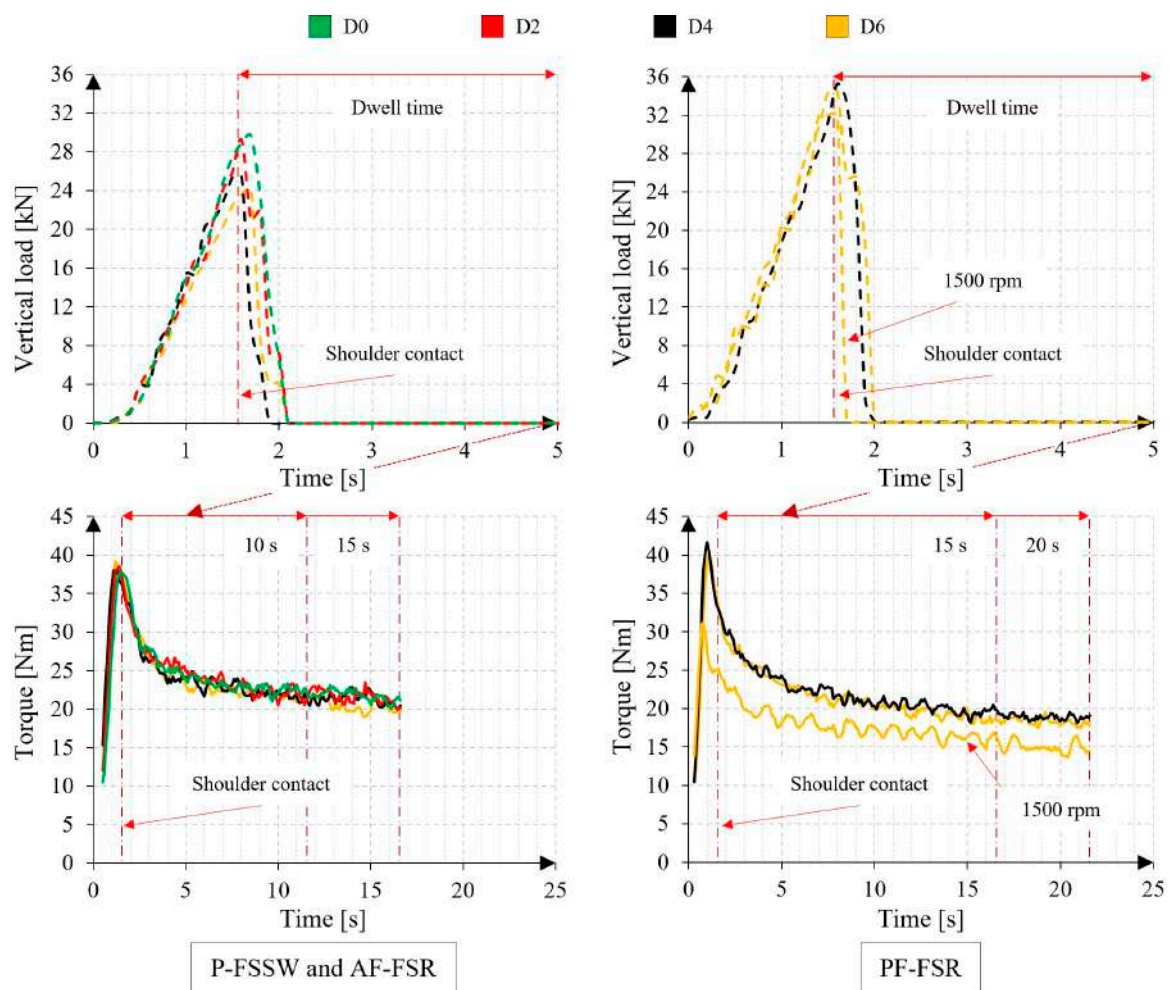 D0 D2 D4 D6
36
32
28
24
20
16
12
8
4
0
Vertical load [kN]
Dwell time
Shoulder contact
0 1 2 3 4 5
Time [s]
36
32
28
24
20
16
12
8
4
0
Vertical load [kN]
Dwell time
1500 rpm
Shoulder contact
0 1 2 3 4 5
Time [s]
45
40
35
30
25
20
15
10
5
0
Torque [Nm]
10 s 15 s
Shoulder contact
0 5 10 15 20 25
Time [s]
45
40
35
30
25
20
15
10
5
0
Torque [Nm]
15 s 20 s
Shoulder contact
1500 rpm
0 5 10 15 20 25
Time [s]
P-FSSW and AF-FSR
PF-FSR